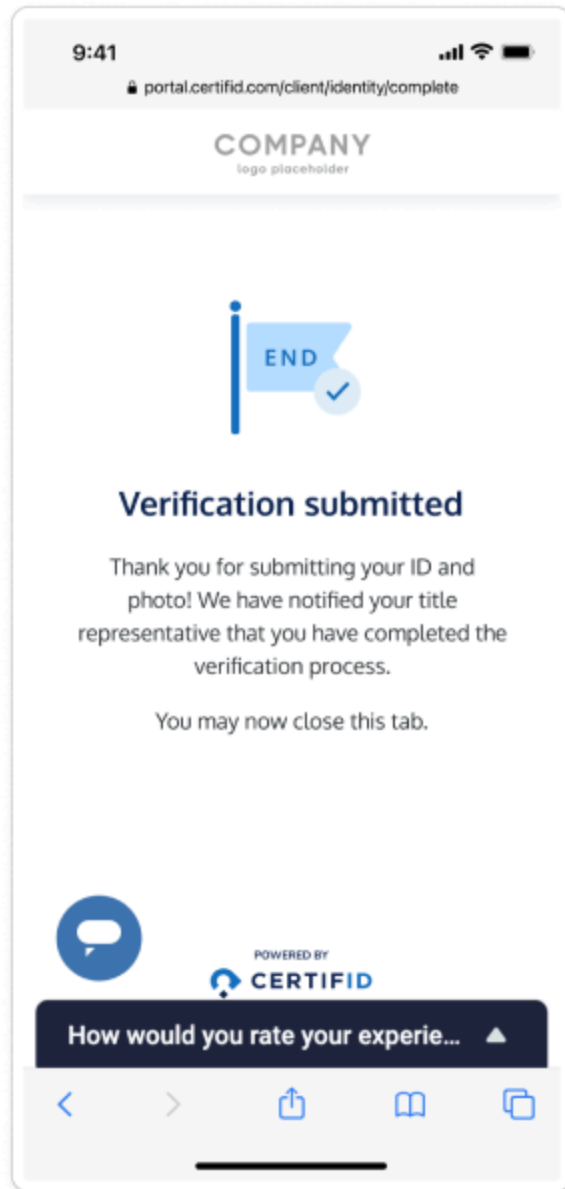 9:41
portal.certifid.com/client/identity/complete
COMPANY
logo placeholder
END
Verification submitted
Thank you for submitting your ID and
photo! We have notified your title
representative that you have completed the
verification process.
You may now close this tab.
POWERED BY
CERTIFID
How would you rate your experie...